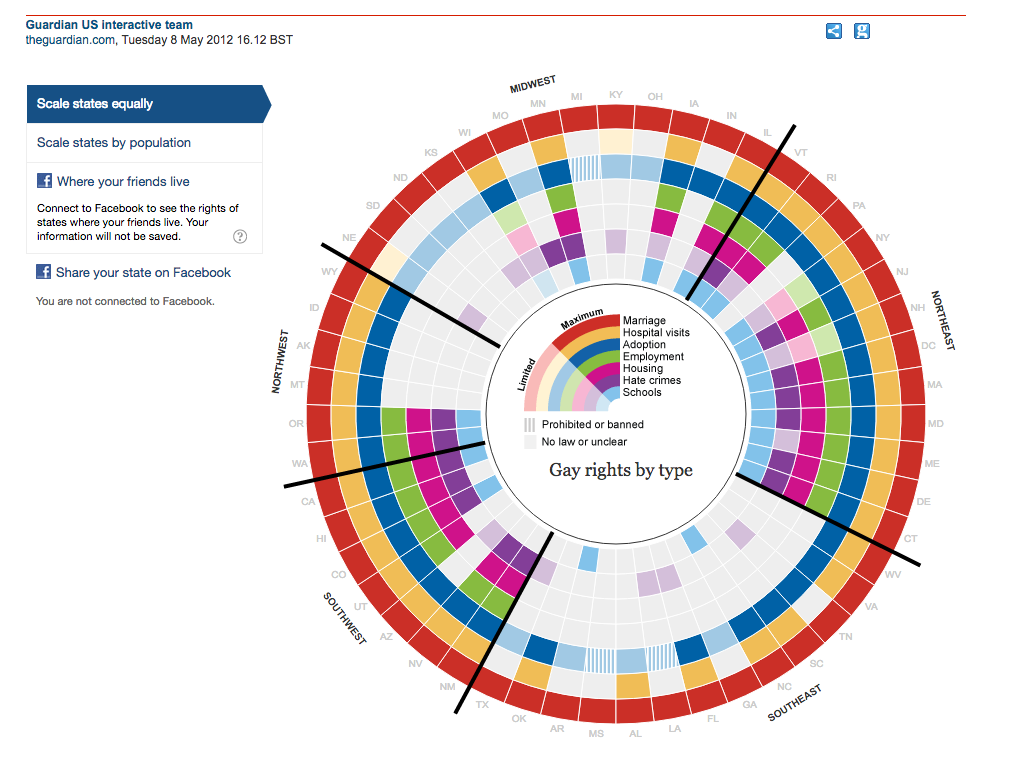 Guardian US interactive team
theguardian.com, Tuesday 8 May 2012 16.12 BST
g
Scale states equally
Scale states by population
f Where your friends live
Connect to Facebook to see the rights of
states where your friends live. Your
information will not be saved.
?
f Share your state on Facebook
You are not connected to Facebook.
MIDWEST
NE
SD
ND
KS
WI
MO
MN
MI
KY
OH
IA
IN
IL
NORTHEAST
VT
RI
PA
NY
NJ
NH
DC
MA
MD
ME
DE
CT
SOUTHEAST
WV
VA
TN
SC
NC
GA
FL
LA
AL
MS
AR
OK
TX
SOUTHWEST
NM
NV
AZ
UT
CO
HI
CA
NORTHWEST
WA
OR
MT
AK
ID
WY
Maximum
Limited
Marriage
Hospital visits
Adoption
Employment
Housing
Hate crimes
Schools
Prohibited or banned
No law or unclear
Gay rights by type